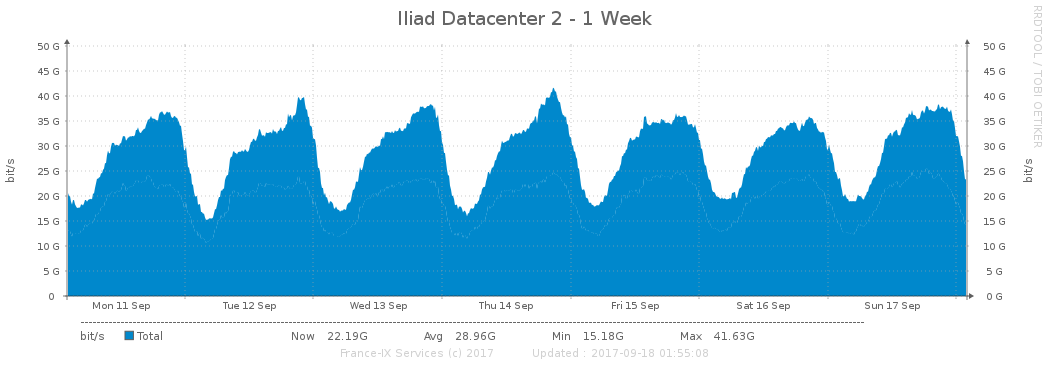 Iliad Datacenter 2 - 1 Week
RRDTOOL / TOBI OETIKER
50 G 50 G
45 G 45 G
40 G 40 G
35 G 35 G
30 G 30 G
25 G 25 G
20 G 20 G
15 G 15 G
10 G 10 G
5 G 5 G
0 0 G
bit/s
bit/s
Mon 11 Sep Tue 12 Sep Wed 13 Sep Thu 14 Sep Fri 15 Sep Sat 16 Sep Sun 17 Sep
bit/s Total Now 22.19G Avg 28.96G Min 15.18G Max 41.63G
France-IX Services (c) 2017 Updated : 2017-09-18 01:55:08